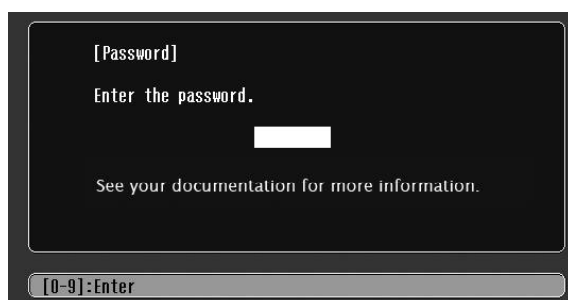 [Password]
Enter the password.
See your documentation for more information.
[0-9]:Enter